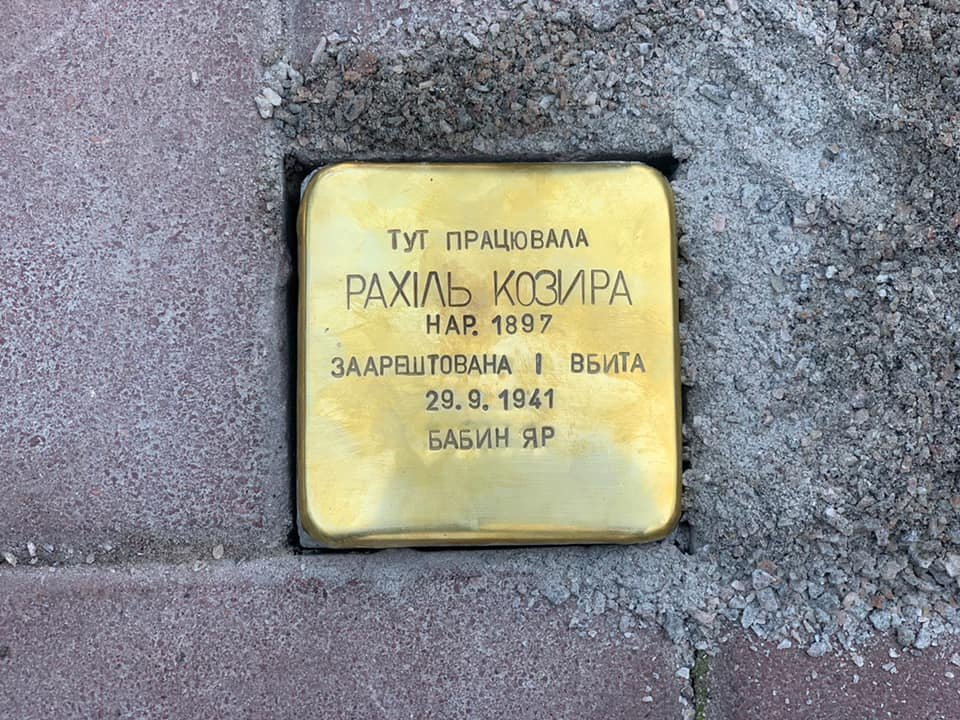 ТУТ ПРАЦЮВАЛА
РАХІЛЬ КОЗИРА
НАР. 1897
ЗААРЕШТОВАНА І ВБИТА
29.9.1941
БАБИН ЯР